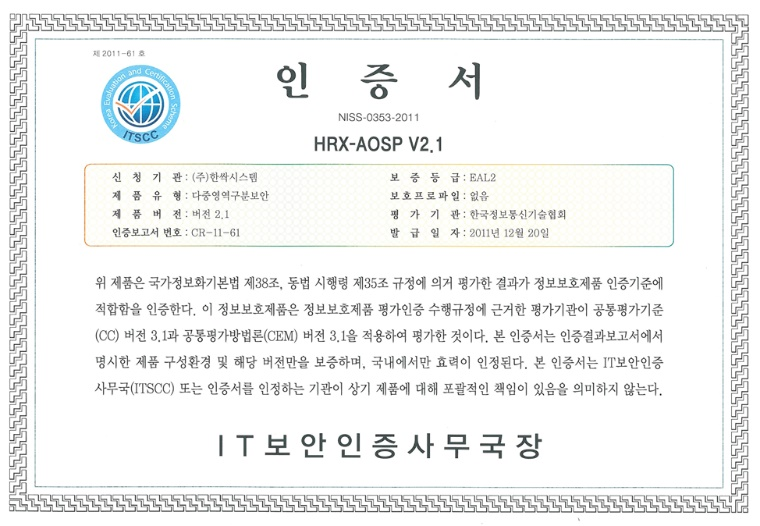 제 2011-61 호
Korea Evaluation and Certification Scheme
ITSCC
인 증 서
NISS-0353-2011
HRX-AOSP V2.1
신 청 기 관 : (주)한싹시스템
보 증 등 급 : EAL2
제 품 유 형 : 다중영역구분보안
보호프로파일 : 없음
제 품 버 전 : 버전 2.1
평 가 기 관 : 한국정보통신기술협회
인증보고서 번호 : CR-11-61
발 급 일 자 : 2011년 12월 20일
위 제품은 국가정보화기본법 제38조, 동법 시행령 제35조 규정에 의거 평가한 결과가 정보보호제품 인증기준에
적합함을 인증한다. 이 정보보호제품은 정보보호제품 평가인증 수행규정에 근거한 평가기관이 공통평가기준
(CC) 버전 3.1과 공통평가방법론(CEM) 버전 3.1을 적용하여 평가한 것이다. 본 인증서는 인증결과보고서에서
명시한 제품 구성환경 및 해당 버전만을 보증하며, 국내에서만 효력이 인정된다. 본 인증서는 IT보안인증
사무국(ITSCC) 또는 인증서를 인정하는 기관이 상기 제품에 대해 포괄적인 책임이 있음을 의미하지 않는다.
IT보안인증사무국장